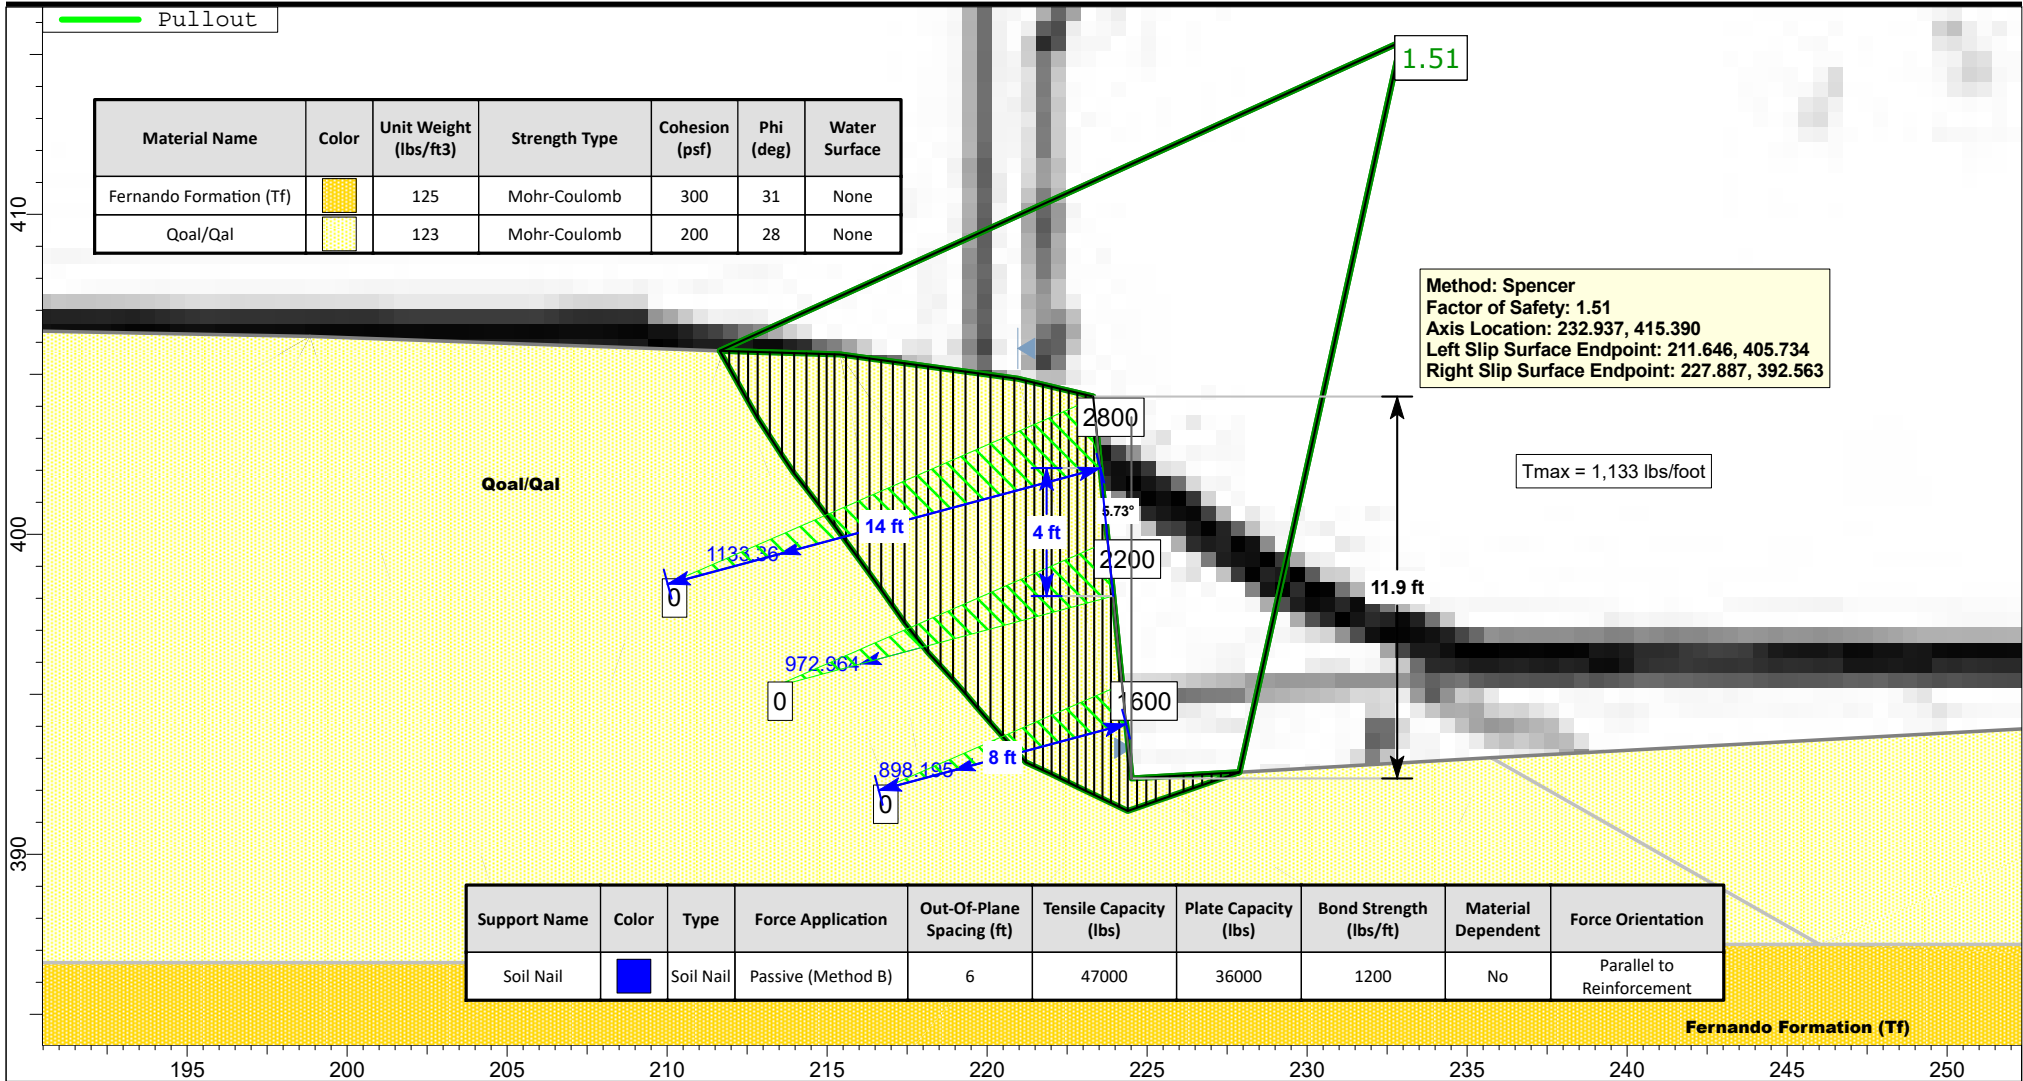 Pullout
1.51
Material Name Color Unit Weight (lbs/ft3) Strength Type Cohesion (psf) Phi (deg) Water Surface
Fernando Formation (Tf) 125 Mohr-Coulomb 300 31 None
Qoal/Qal 123 Mohr-Coulomb 200 28 None
Method: Spencer
Factor of Safety: 1.51
Axis Location: 232.937, 415.390
Left Slip Surface Endpoint: 211.646, 405.734
Right Slip Surface Endpoint: 227.887, 392.563
410
400
390
2800
Qoal/Qal
Tmax = 1,133 lbs/foot
14 ft
4 ft
5.73°
1133.36
2200
11.9 ft
0
972.964
0
1600
898.195
8 ft
0
Support Name Color Type Force Application Out-Of-Plane Spacing (ft) Tensile Capacity (lbs) Plate Capacity (lbs) Bond Strength (lbs/ft) Material Dependent Force Orientation
Soil Nail Soil Nail Passive (Method B) 6 47000 36000 1200 No Parallel to Reinforcement
Fernando Formation (Tf)
195 200 205 210 215 220 225 230 235 240 245 250